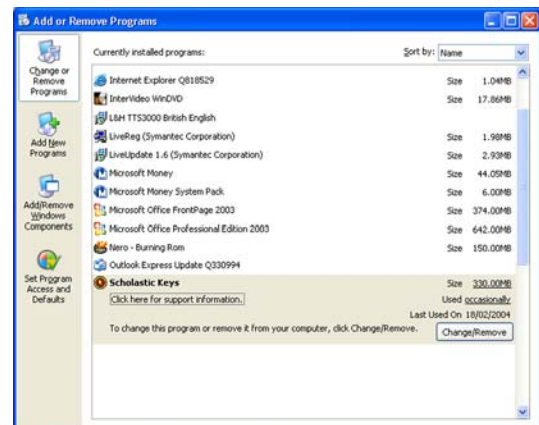 Add or Remove Programs
Change or
Remove
Programs
Add New
Programs
Add/Remove
Windows
Components
Set Program
Access and
Defaults
Currently installed programs:
Sort by: Name
Internet Explorer Q818529 Size 1.04MB
InterVideo WinDVD Size 17.86MB
L&H TTS3000 British English
LiveReg (Symantec Corporation) Size 1.98MB
LiveUpdate 1.6 (Symantec Corporation) Size 2.93MB
Microsoft Money Size 44.05MB
Microsoft Money System Pack Size 6.00MB
Microsoft Office FrontPage 2003 Size 374.00MB
Microsoft Office Professional Edition 2003 Size 642.00MB
Nero - Burning Rom Size 150.00MB
Outlook Express Update Q330994
Scholastic Keys Size 330.00MB
Click here for support information. Used occasionally
Last Used On 18/02/2004
To change this program or remove it from your computer, click Change/Remove. Change/Remove